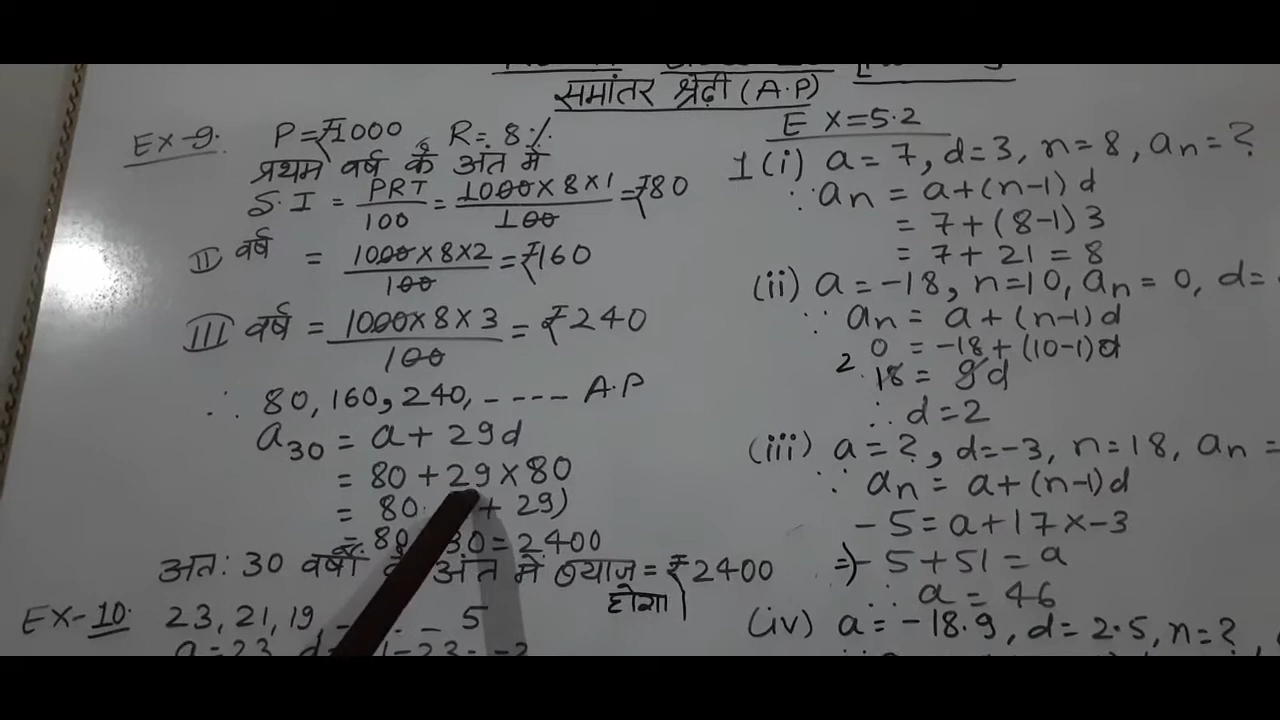 समांतर श्रेढ़ी (A.P)
Ex-9. P=₹1000, R=8%
प्रथम वर्ष के अंत में
S.I = PRT/100 = 1000×8×1/100 = ₹80
II वर्ष = 1000×8×2/100 = ₹160
III वर्ष = 1000×8×3/100 = ₹240
∴ 80, 160, 240, ---- A.P
a30 = a + 29d
= 80 + 29×80
= 80 + 29)
= 80 30 = 2400
अत: 30 वर्षों के अंत में ब्याज = ₹2400
होगा
Ex-10. 23, 21, 19, 5
a=23, -23 = -2
Ex=5.2
1(i) a=7, d=3, n=8, an=?
∵ an = a+(n-1)d
= 7+(8-1)3
= 7+21=8
(ii) a=-18, n=10, an=0, d=
∵ an = a+(n-1)d
0 = -18+(10-1)d
2 18 = 9d
∴ d=2
(iii) a=?, d=-3, n=18, an=
∵ an = a+(n-1)d
-5 = a+17×-3
⇒ -5+51 = a
∴ a = 46
(iv) a=-18.9, d=2.5, n=?,